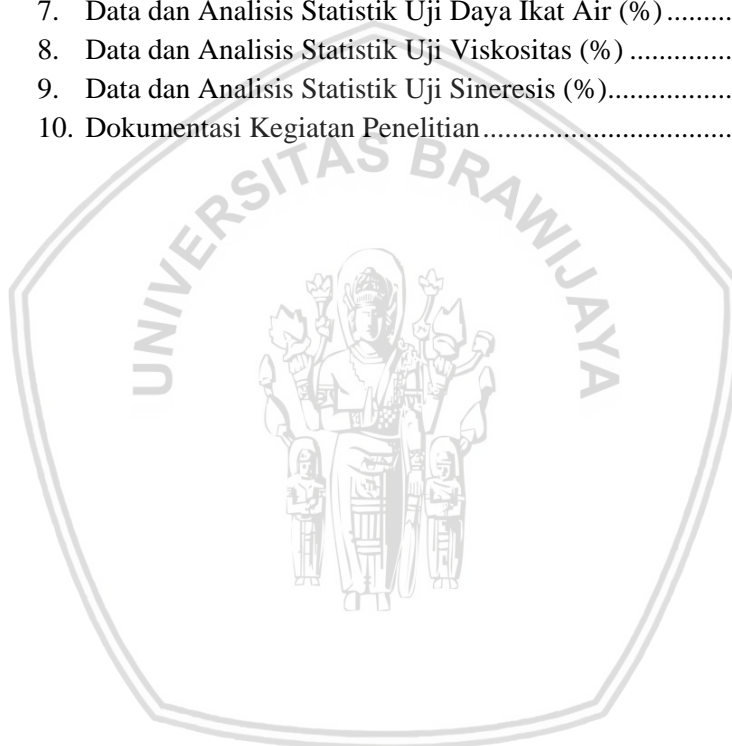 7. Data dan Analisis Statistik Uji Daya Ikat Air (%).........
8. Data dan Analisis Statistik Uji Viskositas (%) ..............
9. Data dan Analisis Statistik Uji Sineresis (%).................
10. Dokumentasi Kegiatan Penelitian..................................
UNIVERSITAS BRAWIJAYA